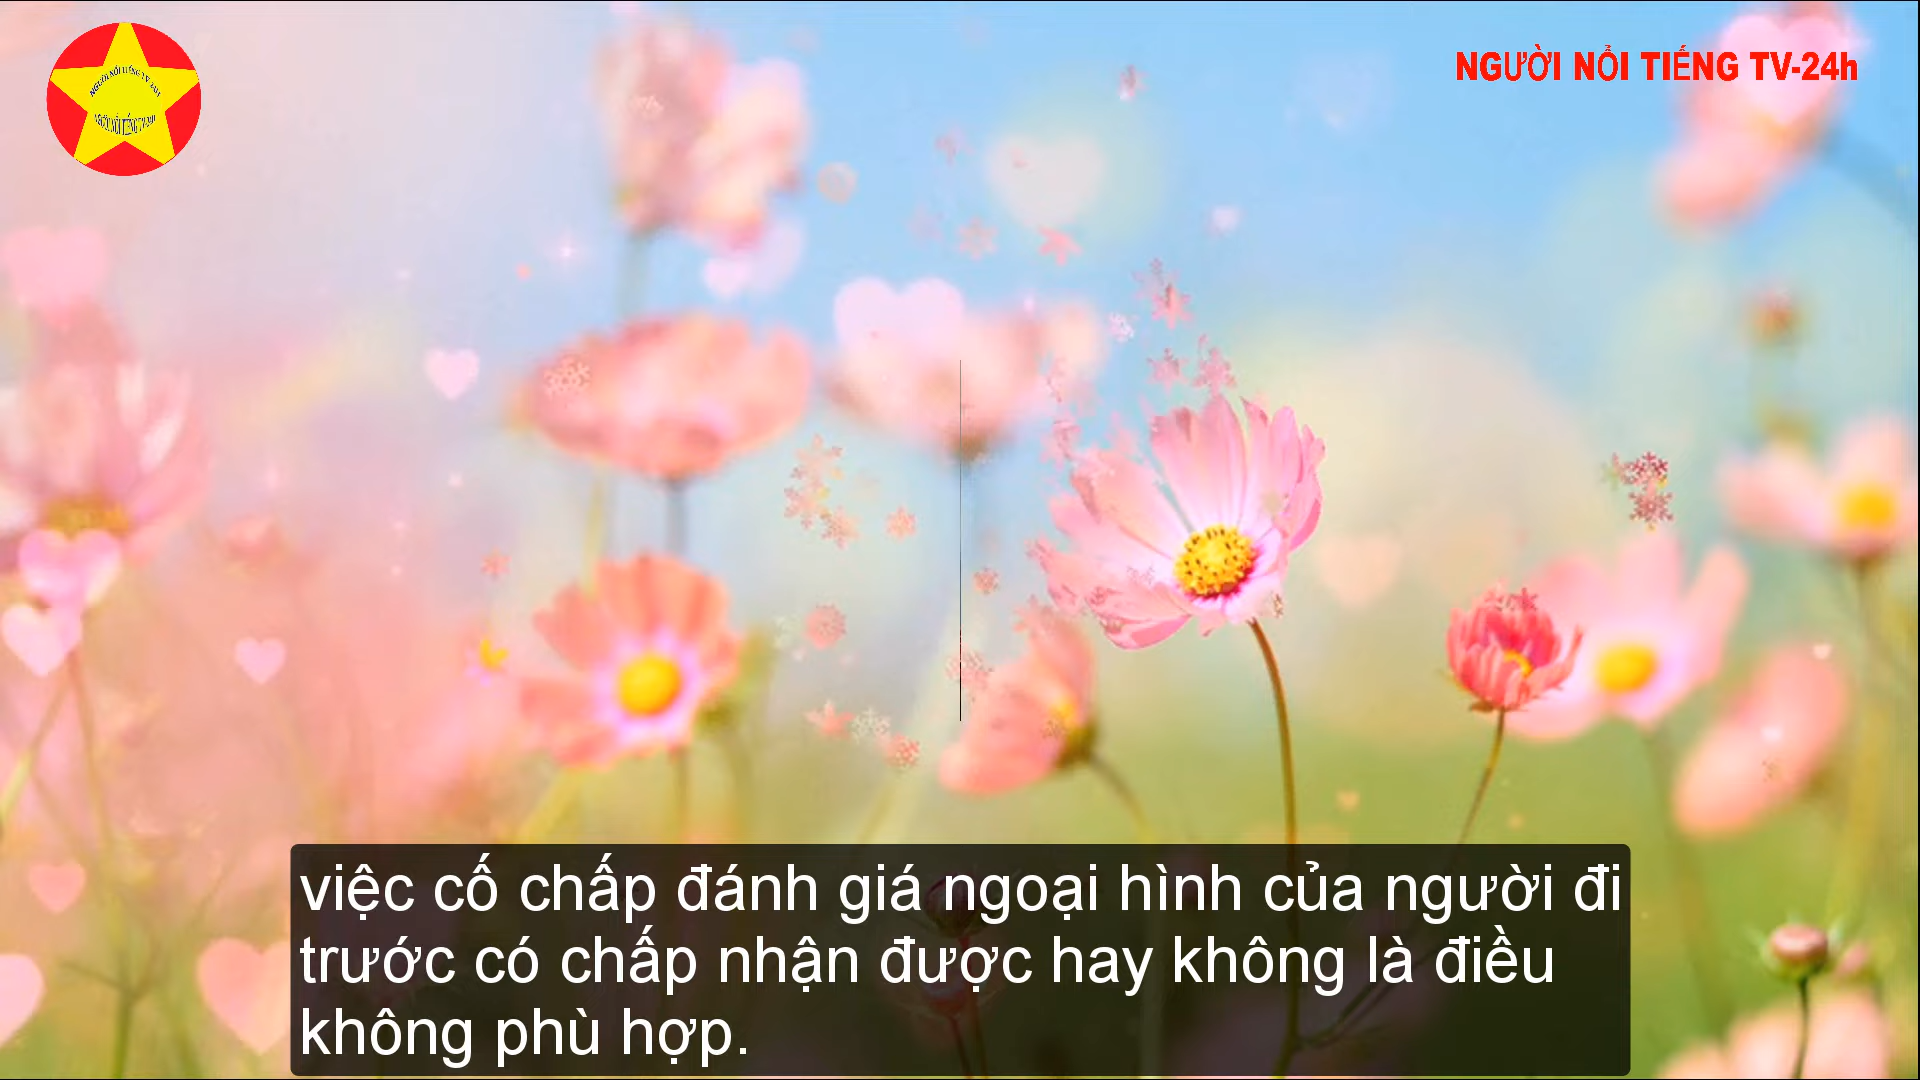 NGƯỜI NỔI TIẾNG TV-24h
việc cố chấp đánh giá ngoại hình của người đi
trước có chấp nhận được hay không là điều
không phù hợp.